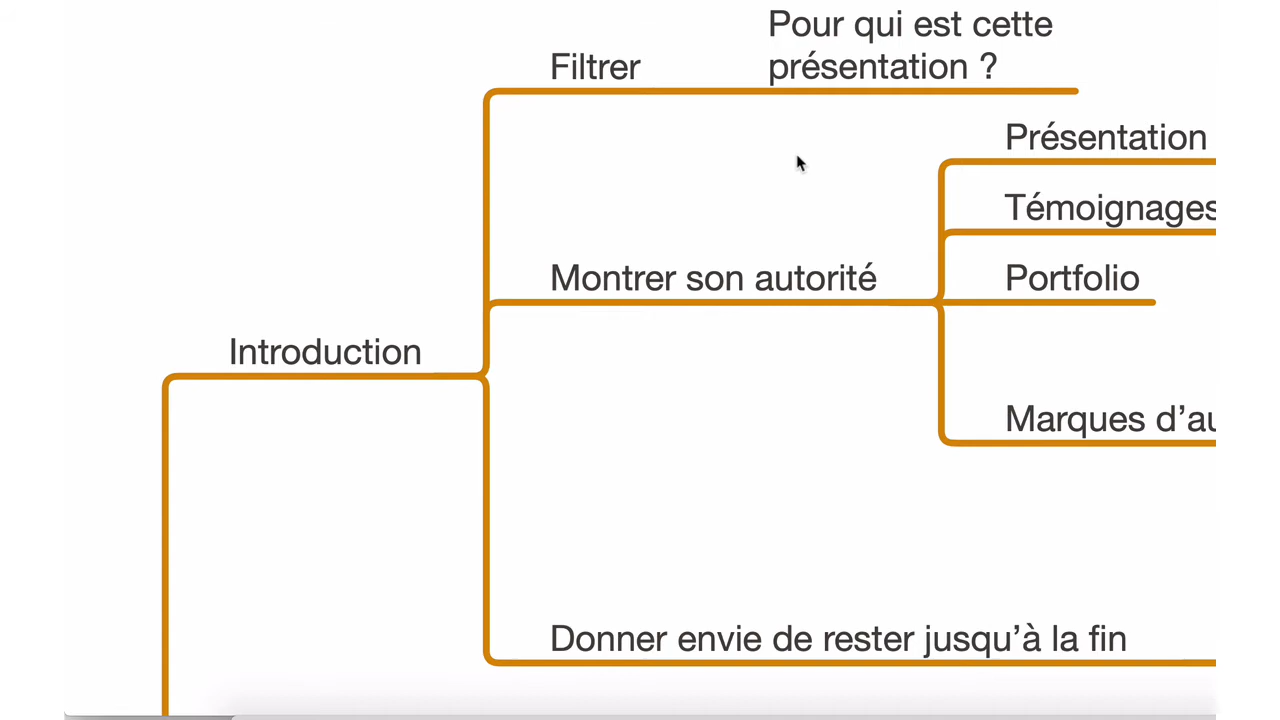 Pour qui est cette
Filtrer
présentation ?
Présentation
Témoignages
Montrer son autorité
Portfolio
Introduction
Marques
Donner envie de rester jusqu’à la fin